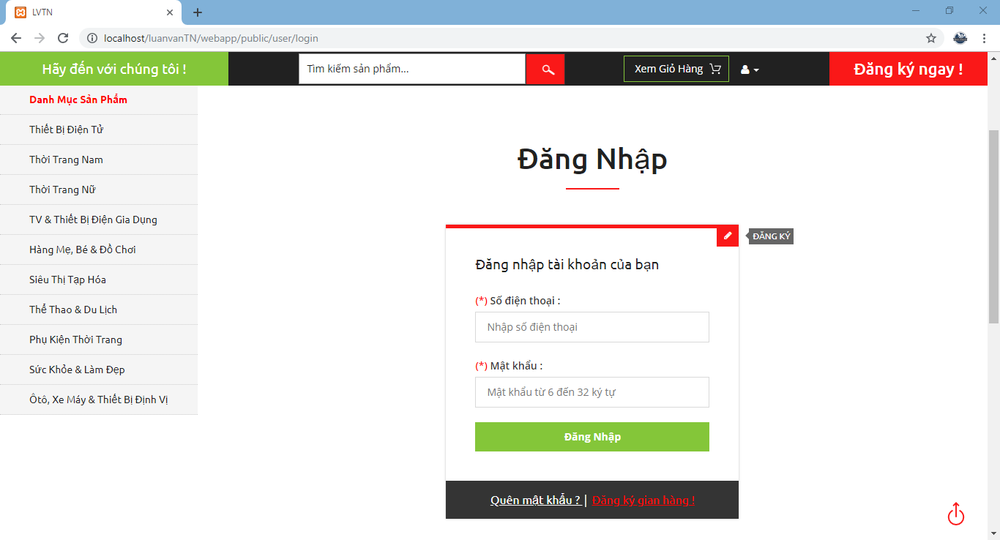 LVTN
localhost/luanvanTN/webapp/public/user/login
Hãy đến với chúng tôi !
Tìm kiếm sản phẩm...
Xem Giỏ Hàng
Đăng ký ngay !
Danh Mục Sản Phẩm
Thiết Bị Điện Tử
Thời Trang Nam
Thời Trang Nữ
TV & Thiết Bị Điện Gia Dụng
Hàng Mẹ, Bé & Đồ Chơi
Siêu Thị Tạp Hóa
Thể Thao & Du Lịch
Phụ Kiện Thời Trang
Sức Khỏe & Làm Đẹp
Ôtô, Xe Máy & Thiết Bị Định Vị
Đăng Nhập
ĐĂNG KÝ
Đăng nhập tài khoản của bạn
(*) Số điện thoại :
Nhập số điện thoại
(*) Mật khẩu :
Mật khẩu từ 6 đến 32 ký tự
Đăng Nhập
Quên mật khẩu ? | Đăng ký gian hàng !